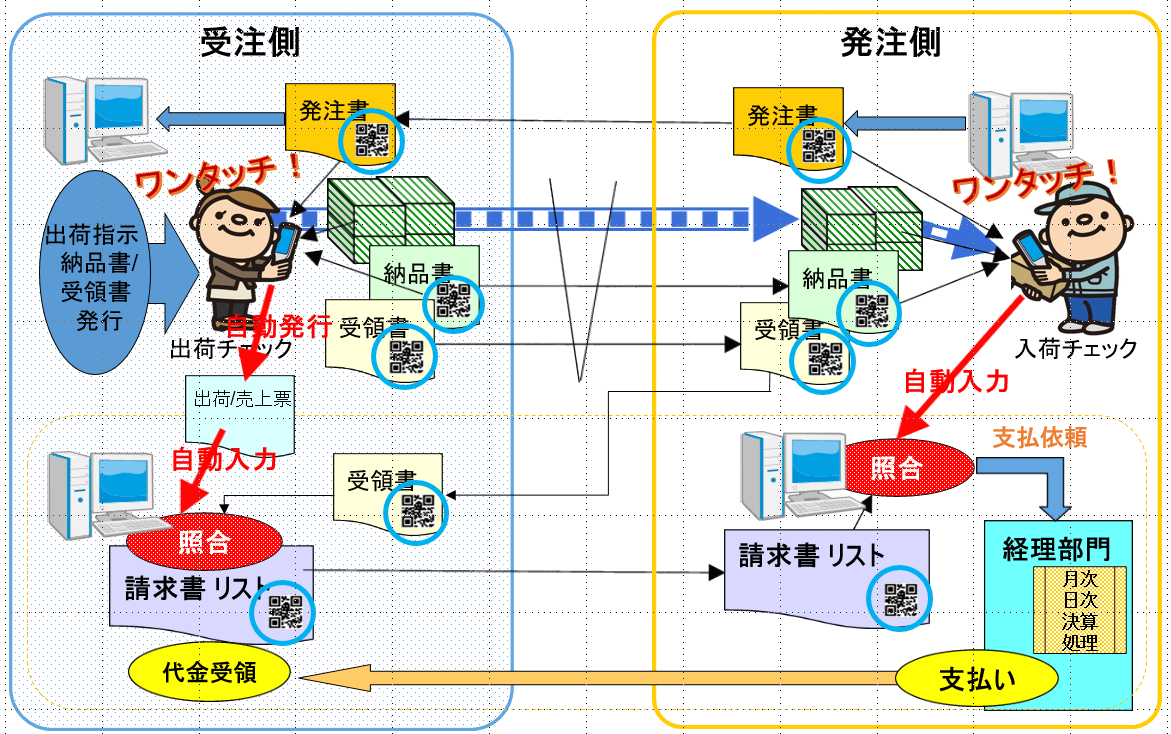 受注側
発注側
発注書
発注書
ワンタッチ！
ワンタッチ！
出荷指示
納品書/
受領書
発行
納品書
納品書
自動発行
受領書
受領書
出荷チェック
入荷チェック
自動入力
出荷/売上票
支払依頼
自動入力
照合
受領書
照合
経理部門
請求書 リスト
請求書 リスト
月次
日次
決算
処理
代金受領
支払い